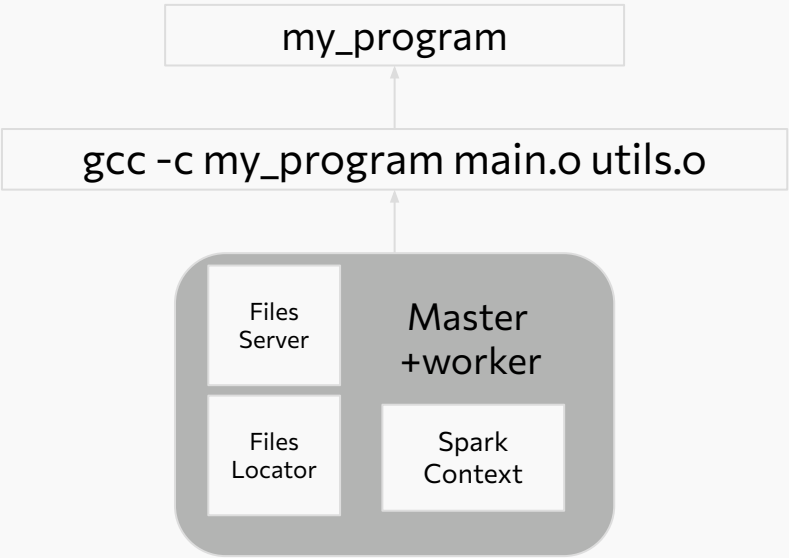 my_program
gcc -c my_program main.o utils.o
Files
Server
Master
+worker
Files
Locator
Spark
Context